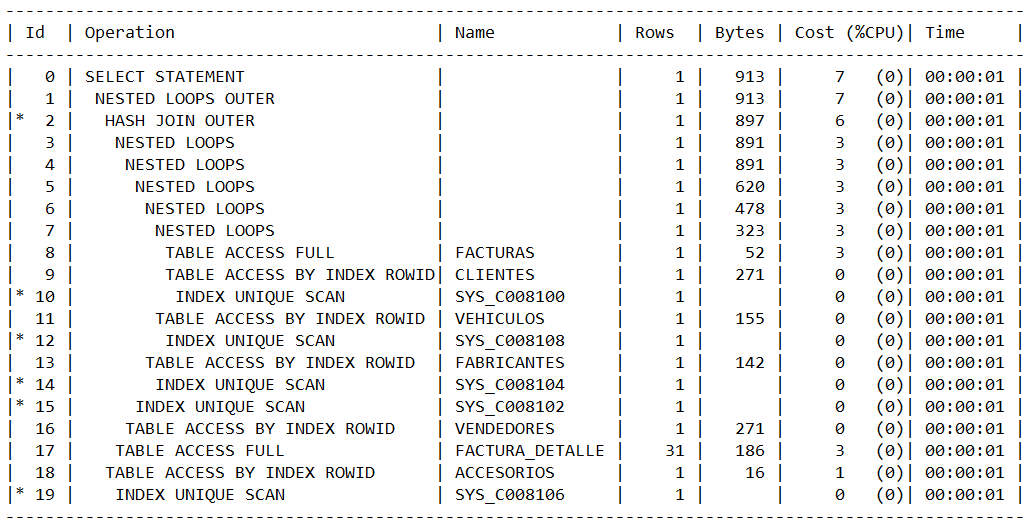 ---------------------------------------------------------------------------------------------------
| Id  | Operation                          | Name            | Rows  | Bytes | Cost (%CPU)| Time     |
---------------------------------------------------------------------------------------------------
|   0 | SELECT STATEMENT                   |                 |     1 |   913 |     7   (0)| 00:00:01 |
|   1 |  NESTED LOOPS OUTER                |                 |     1 |   913 |     7   (0)| 00:00:01 |
|*  2 |   HASH JOIN OUTER                  |                 |     1 |   897 |     6   (0)| 00:00:01 |
|   3 |    NESTED LOOPS                    |                 |     1 |   891 |     3   (0)| 00:00:01 |
|   4 |     NESTED LOOPS                   |                 |     1 |   891 |     3   (0)| 00:00:01 |
|   5 |      NESTED LOOPS                  |                 |     1 |   620 |     3   (0)| 00:00:01 |
|   6 |       NESTED LOOPS                 |                 |     1 |   478 |     3   (0)| 00:00:01 |
|   7 |        NESTED LOOPS                |                 |     1 |   323 |     3   (0)| 00:00:01 |
|   8 |         TABLE ACCESS FULL          | FACTURAS        |     1 |    52 |     3   (0)| 00:00:01 |
|   9 |         TABLE ACCESS BY INDEX ROWID| CLIENTES        |     1 |   271 |     0   (0)| 00:00:01 |
|* 10 |          INDEX UNIQUE SCAN         | SYS_C008100     |     1 |       |     0   (0)| 00:00:01 |
|  11 |        TABLE ACCESS BY INDEX ROWID | VEHICULOS       |     1 |   155 |     0   (0)| 00:00:01 |
|* 12 |         INDEX UNIQUE SCAN          | SYS_C008108     |     1 |       |     0   (0)| 00:00:01 |
|  13 |       TABLE ACCESS BY INDEX ROWID  | FABRICANTES     |     1 |   142 |     0   (0)| 00:00:01 |
|* 14 |        INDEX UNIQUE SCAN           | SYS_C008104     |     1 |       |     0   (0)| 00:00:01 |
|* 15 |      INDEX UNIQUE SCAN             | SYS_C008102     |     1 |       |     0   (0)| 00:00:01 |
|  16 |     TABLE ACCESS BY INDEX ROWID    | VENDEDORES      |     1 |   271 |     0   (0)| 00:00:01 |
|  17 |    TABLE ACCESS FULL               | FACTURA_DETALLE |    31 |   186 |     3   (0)| 00:00:01 |
|  18 |   TABLE ACCESS BY INDEX ROWID      | ACCESORIOS      |     1 |    16 |     1   (0)| 00:00:01 |
|* 19 |    INDEX UNIQUE SCAN               | SYS_C008106     |     1 |       |     0   (0)| 00:00:01 |
---------------------------------------------------------------------------------------------------